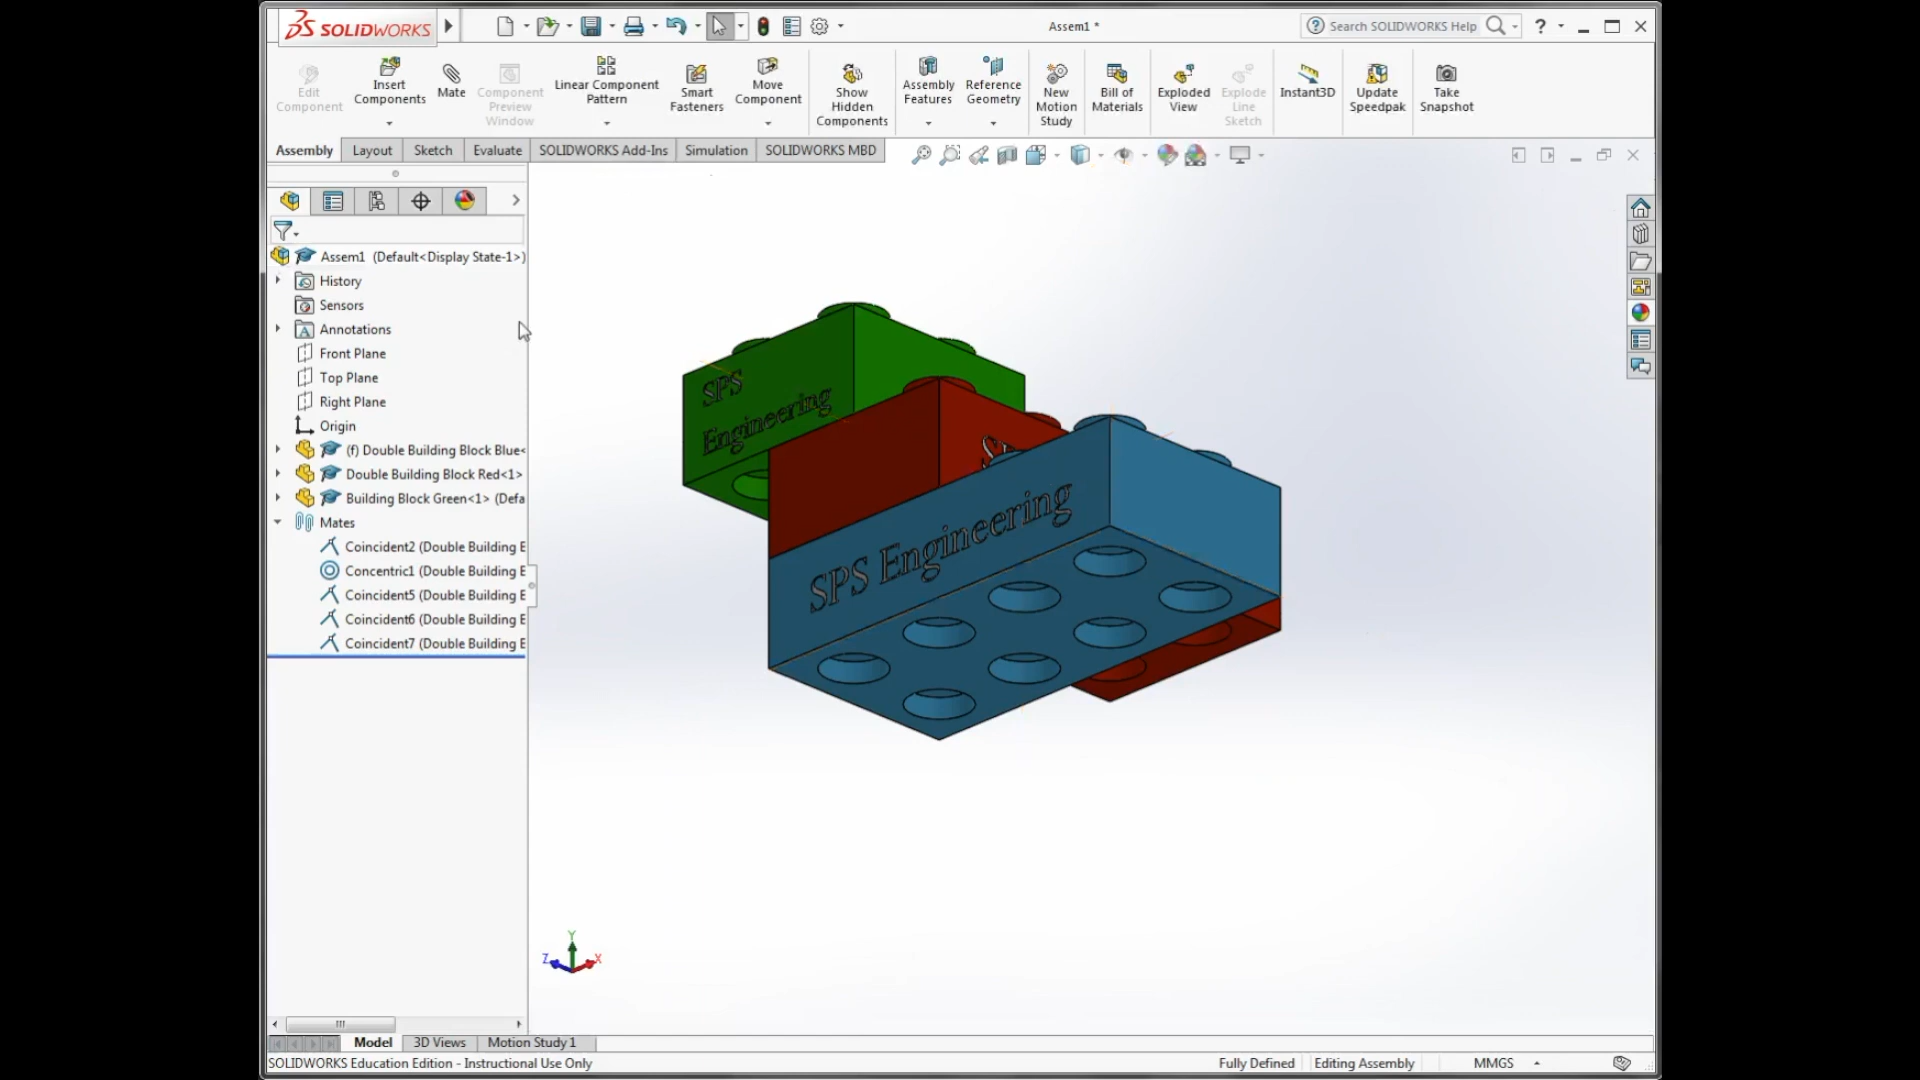 SOLIDWORKS
Assem1 *
Search SOLIDWORKS Help
?
Edit Component
Insert Components
Mate
Component Preview Window
Linear Component Pattern
Smart Fasteners
Move Component
Show Hidden Components
Assembly Features
Reference Geometry
New Motion Study
Bill of Materials
Exploded View
Explode Line Sketch
Instant3D
Update Speedpak
Take Snapshot
Assembly
Layout
Sketch
Evaluate
SOLIDWORKS Add-Ins
Simulation
SOLIDWORKS MBD
Assem1 (Default<Display State-1>)
History
Sensors
Annotations
Front Plane
Top Plane
Right Plane
Origin
(f) Double Building Block Blue<
Double Building Block Red<1>
Building Block Green<1> (Defa
Mates
Coincident2 (Double Building E
Concentric1 (Double Building E
Coincident5 (Double Building E
Coincident6 (Double Building E
Coincident7 (Double Building E
SPS
Engineering
SPS Engineering
Y
Z
X
Model
3D Views
Motion Study 1
SOLIDWORKS Education Edition - Instructional Use Only
Fully Defined
Editing Assembly
MMGS